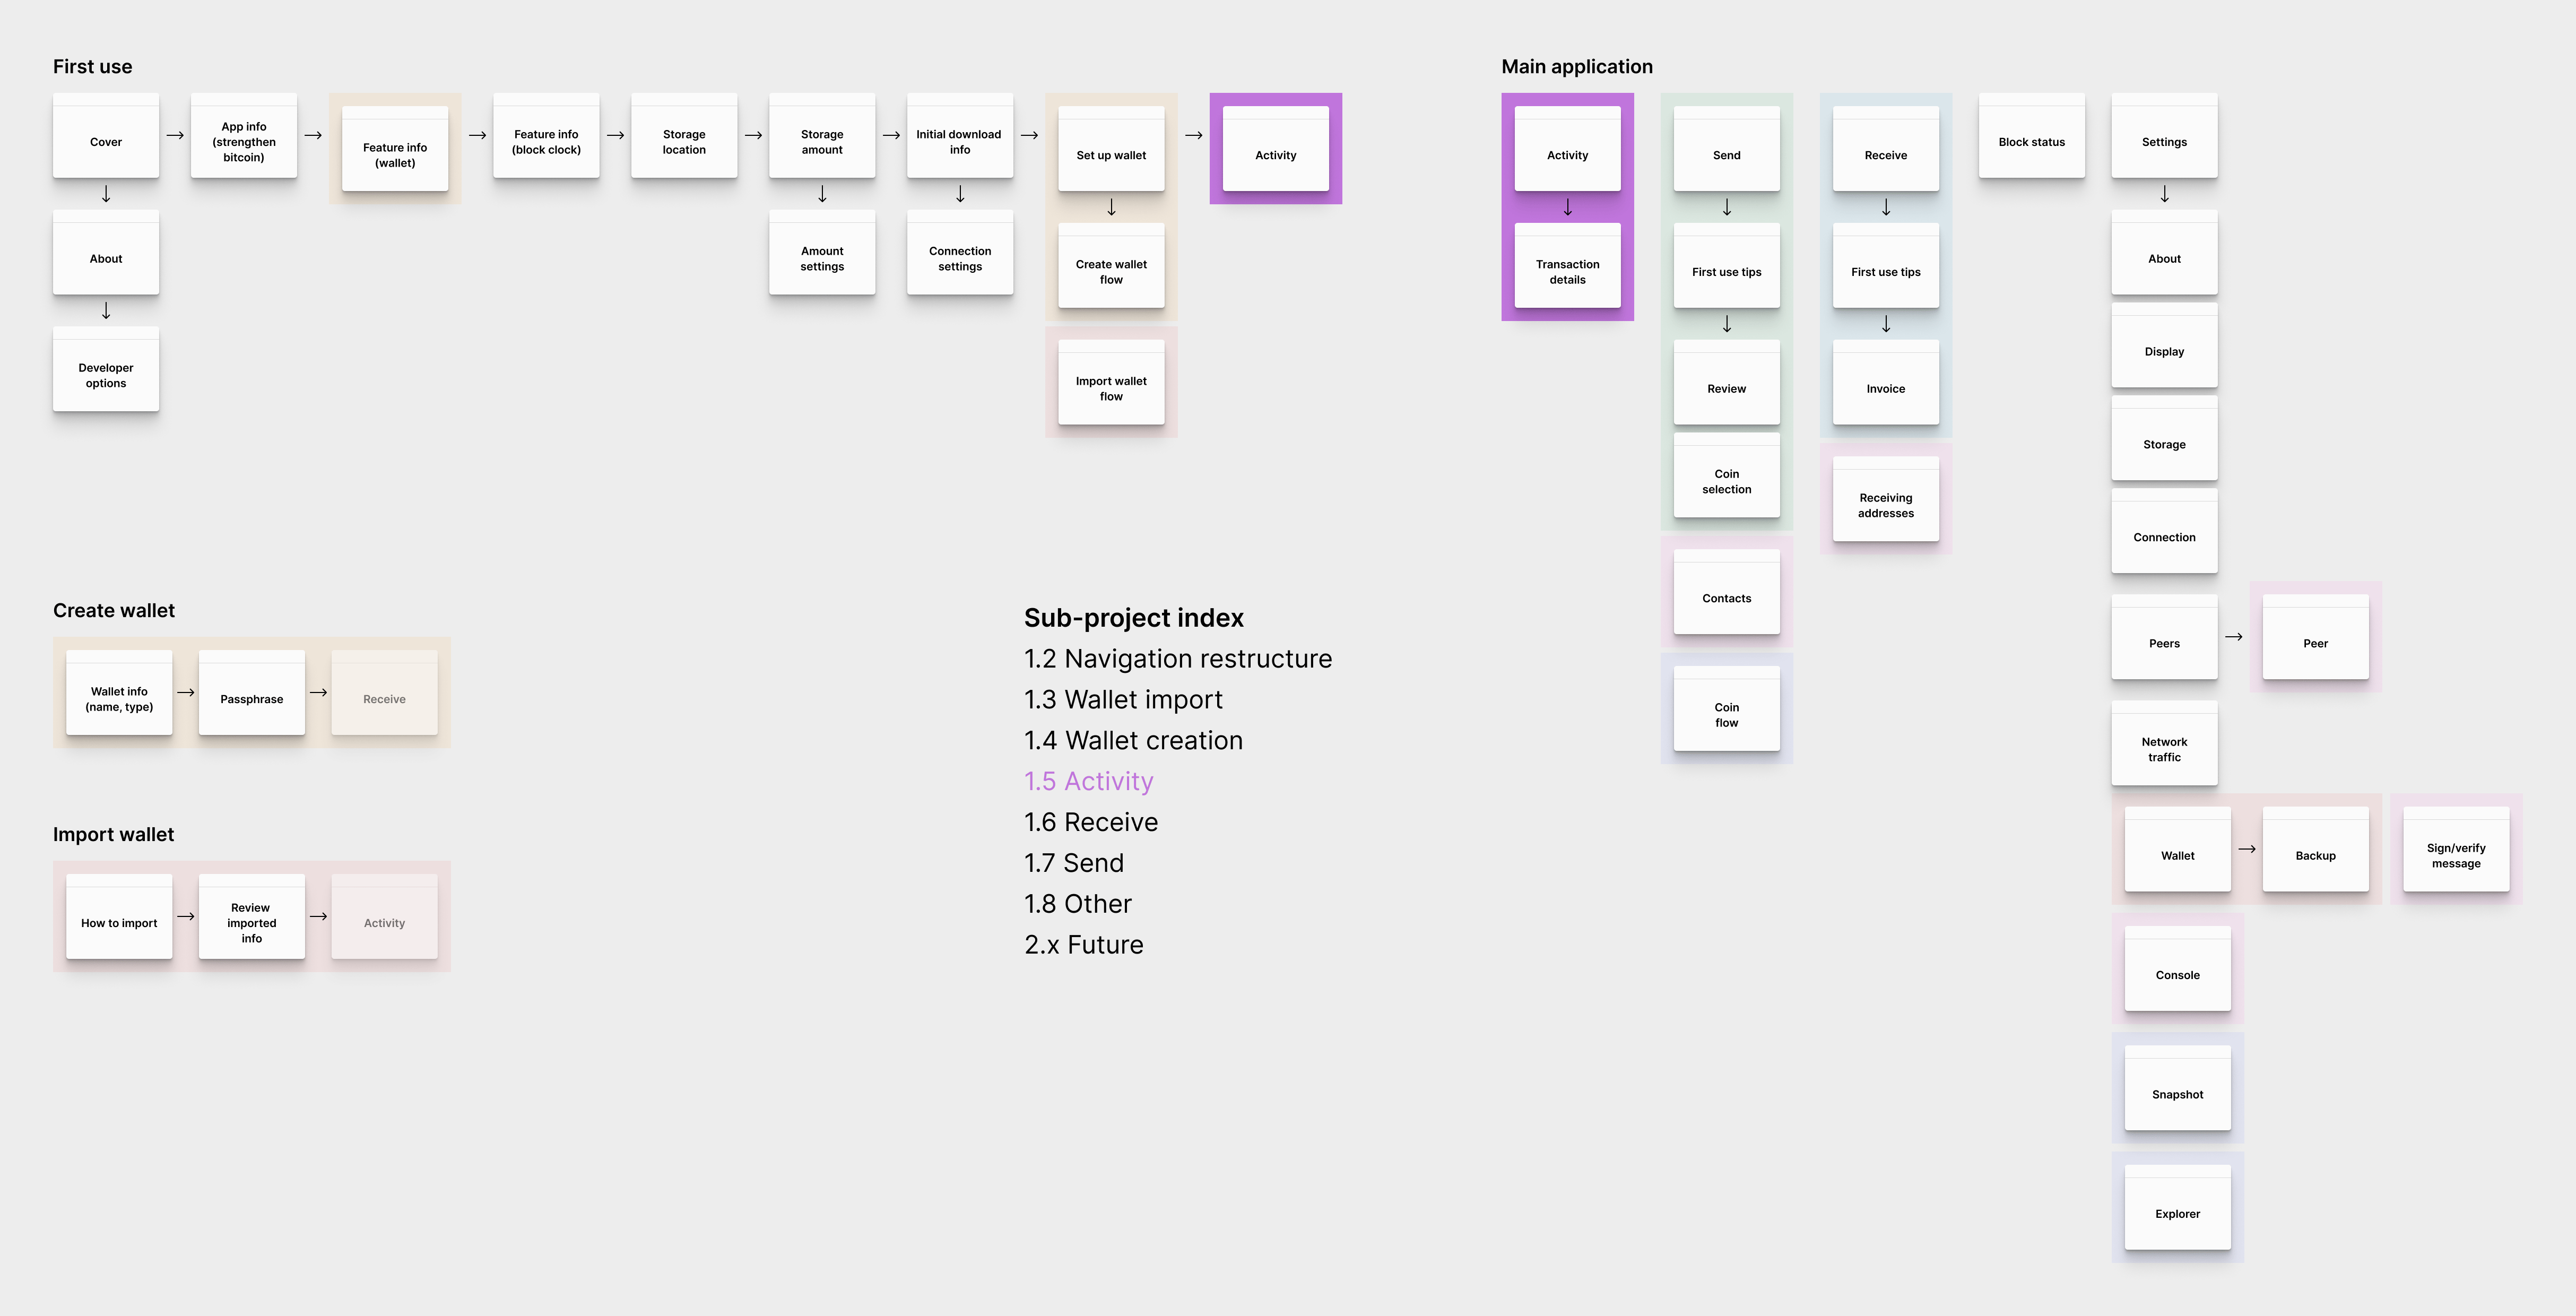 First use
Cover
App info
(strengthen
bitcoin)
Feature info
(wallet)
Feature info
(block clock)
Storage
location
Storage
amount
Initial download
info
Set up wallet
Activity
About
Amount
settings
Connection
settings
Create wallet
flow
Developer
options
Import wallet
flow
Main application
Activity
Send
Receive
Block status
Settings
Transaction
details
First use tips
First use tips
About
Review
Invoice
Display
Coin
selection
Receiving
addresses
Storage
Connection
Contacts
Peers
Peer
Coin
flow
Network
traffic
Wallet
Backup
Sign/verify
message
Console
Snapshot
Explorer
Create wallet
Wallet info
(name, type)
Passphrase
Receive
Import wallet
How to import
Review
imported
info
Activity
Sub-project index
1.2 Navigation restructure
1.3 Wallet import
1.4 Wallet creation
1.5 Activity
1.6 Receive
1.7 Send
1.8 Other
2.x Future